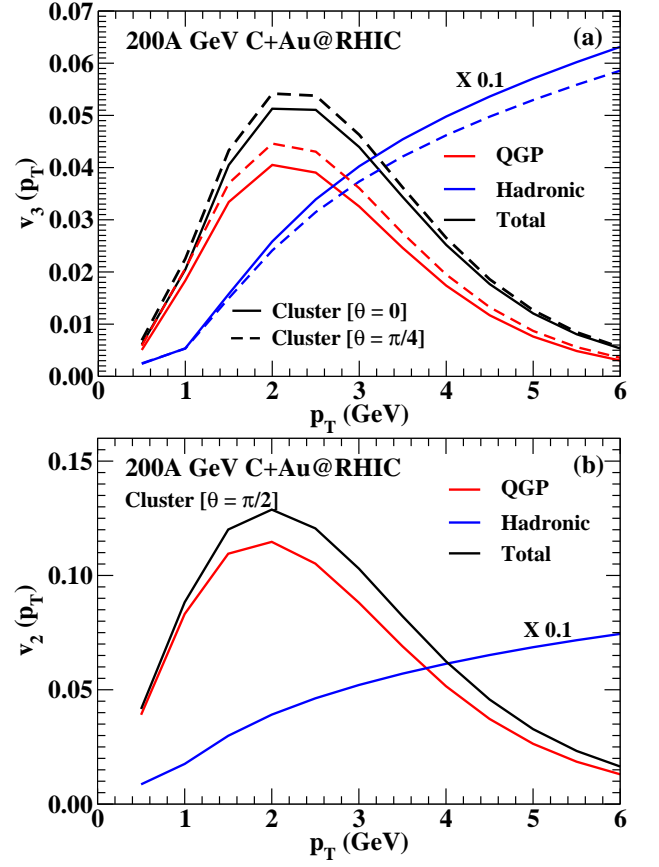 0.07
200A GeV C+Au@RHIC
(a)
0.06
X 0.1
0.05
0.04
QGP
Hadronic
0.03
Total
v3 (pT)
0.02
Cluster [θ = 0]
0.01
Cluster [θ = π/4]
0.00
0 1 2 3 4 5 6
pT (GeV)
0.15
200A GeV C+Au@RHIC
(b)
Cluster [θ = π/2]
QGP
Hadronic
Total
0.10
v2 (pT)
X 0.1
0.05
0.00
0 1 2 3 4 5 6
pT (GeV)